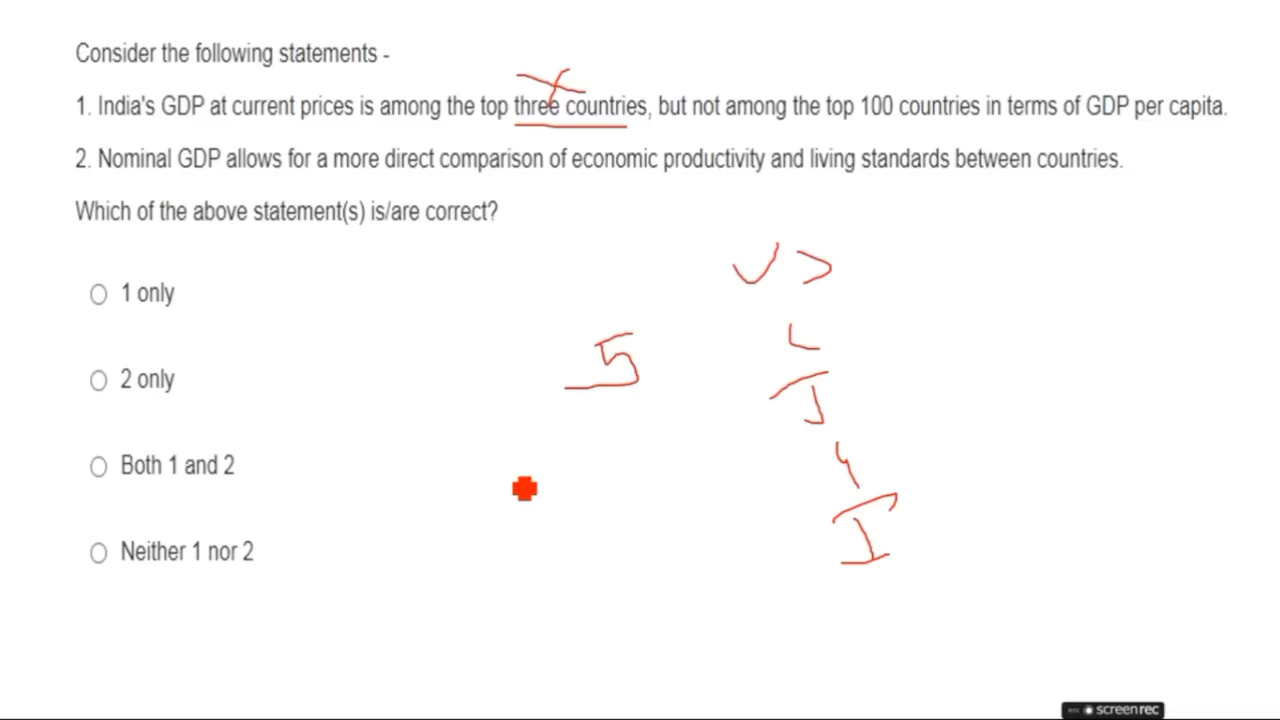 Consider the following statements -
1. India's GDP at current prices is among the top three countries, but not among the top 100 countries in terms of GDP per capita.
2. Nominal GDP allows for a more direct comparison of economic productivity and living standards between countries.
Which of the above statement(s) is/are correct?
1 only
2 only
Both 1 and 2
Neither 1 nor 2
5
J
4
I
screenrec